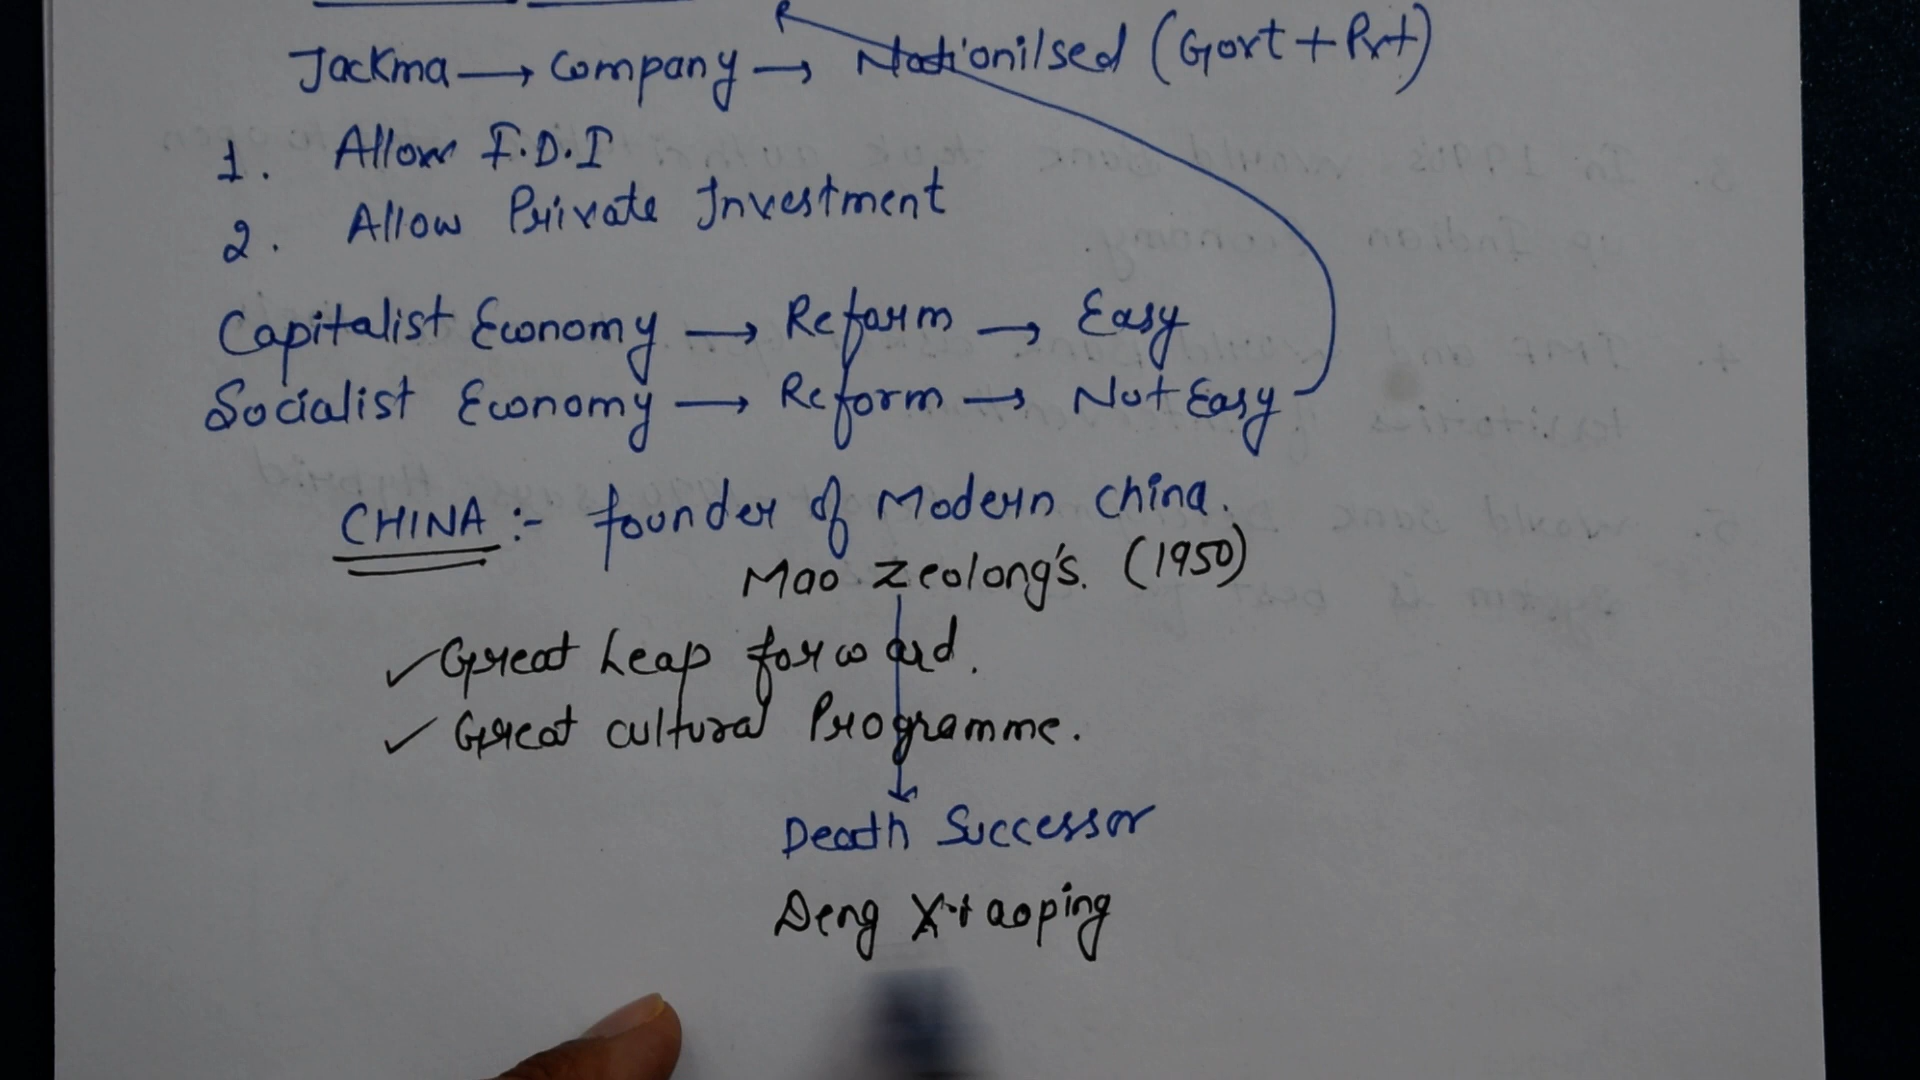 Jackma → Company → Nationilsed (Govt + Pvt)
1. Allow F.D.I
2. Allow Private Investment
Capitalist Economy → Reform → Easy
Socialist Economy → Reform → Not Easy
CHINA :- founder of Modern China.
Mao Zeolong's. (1950)
✓ Great Leap forward.
✓ Great cultural Programme.
Death Successor
Deng Xiaoping